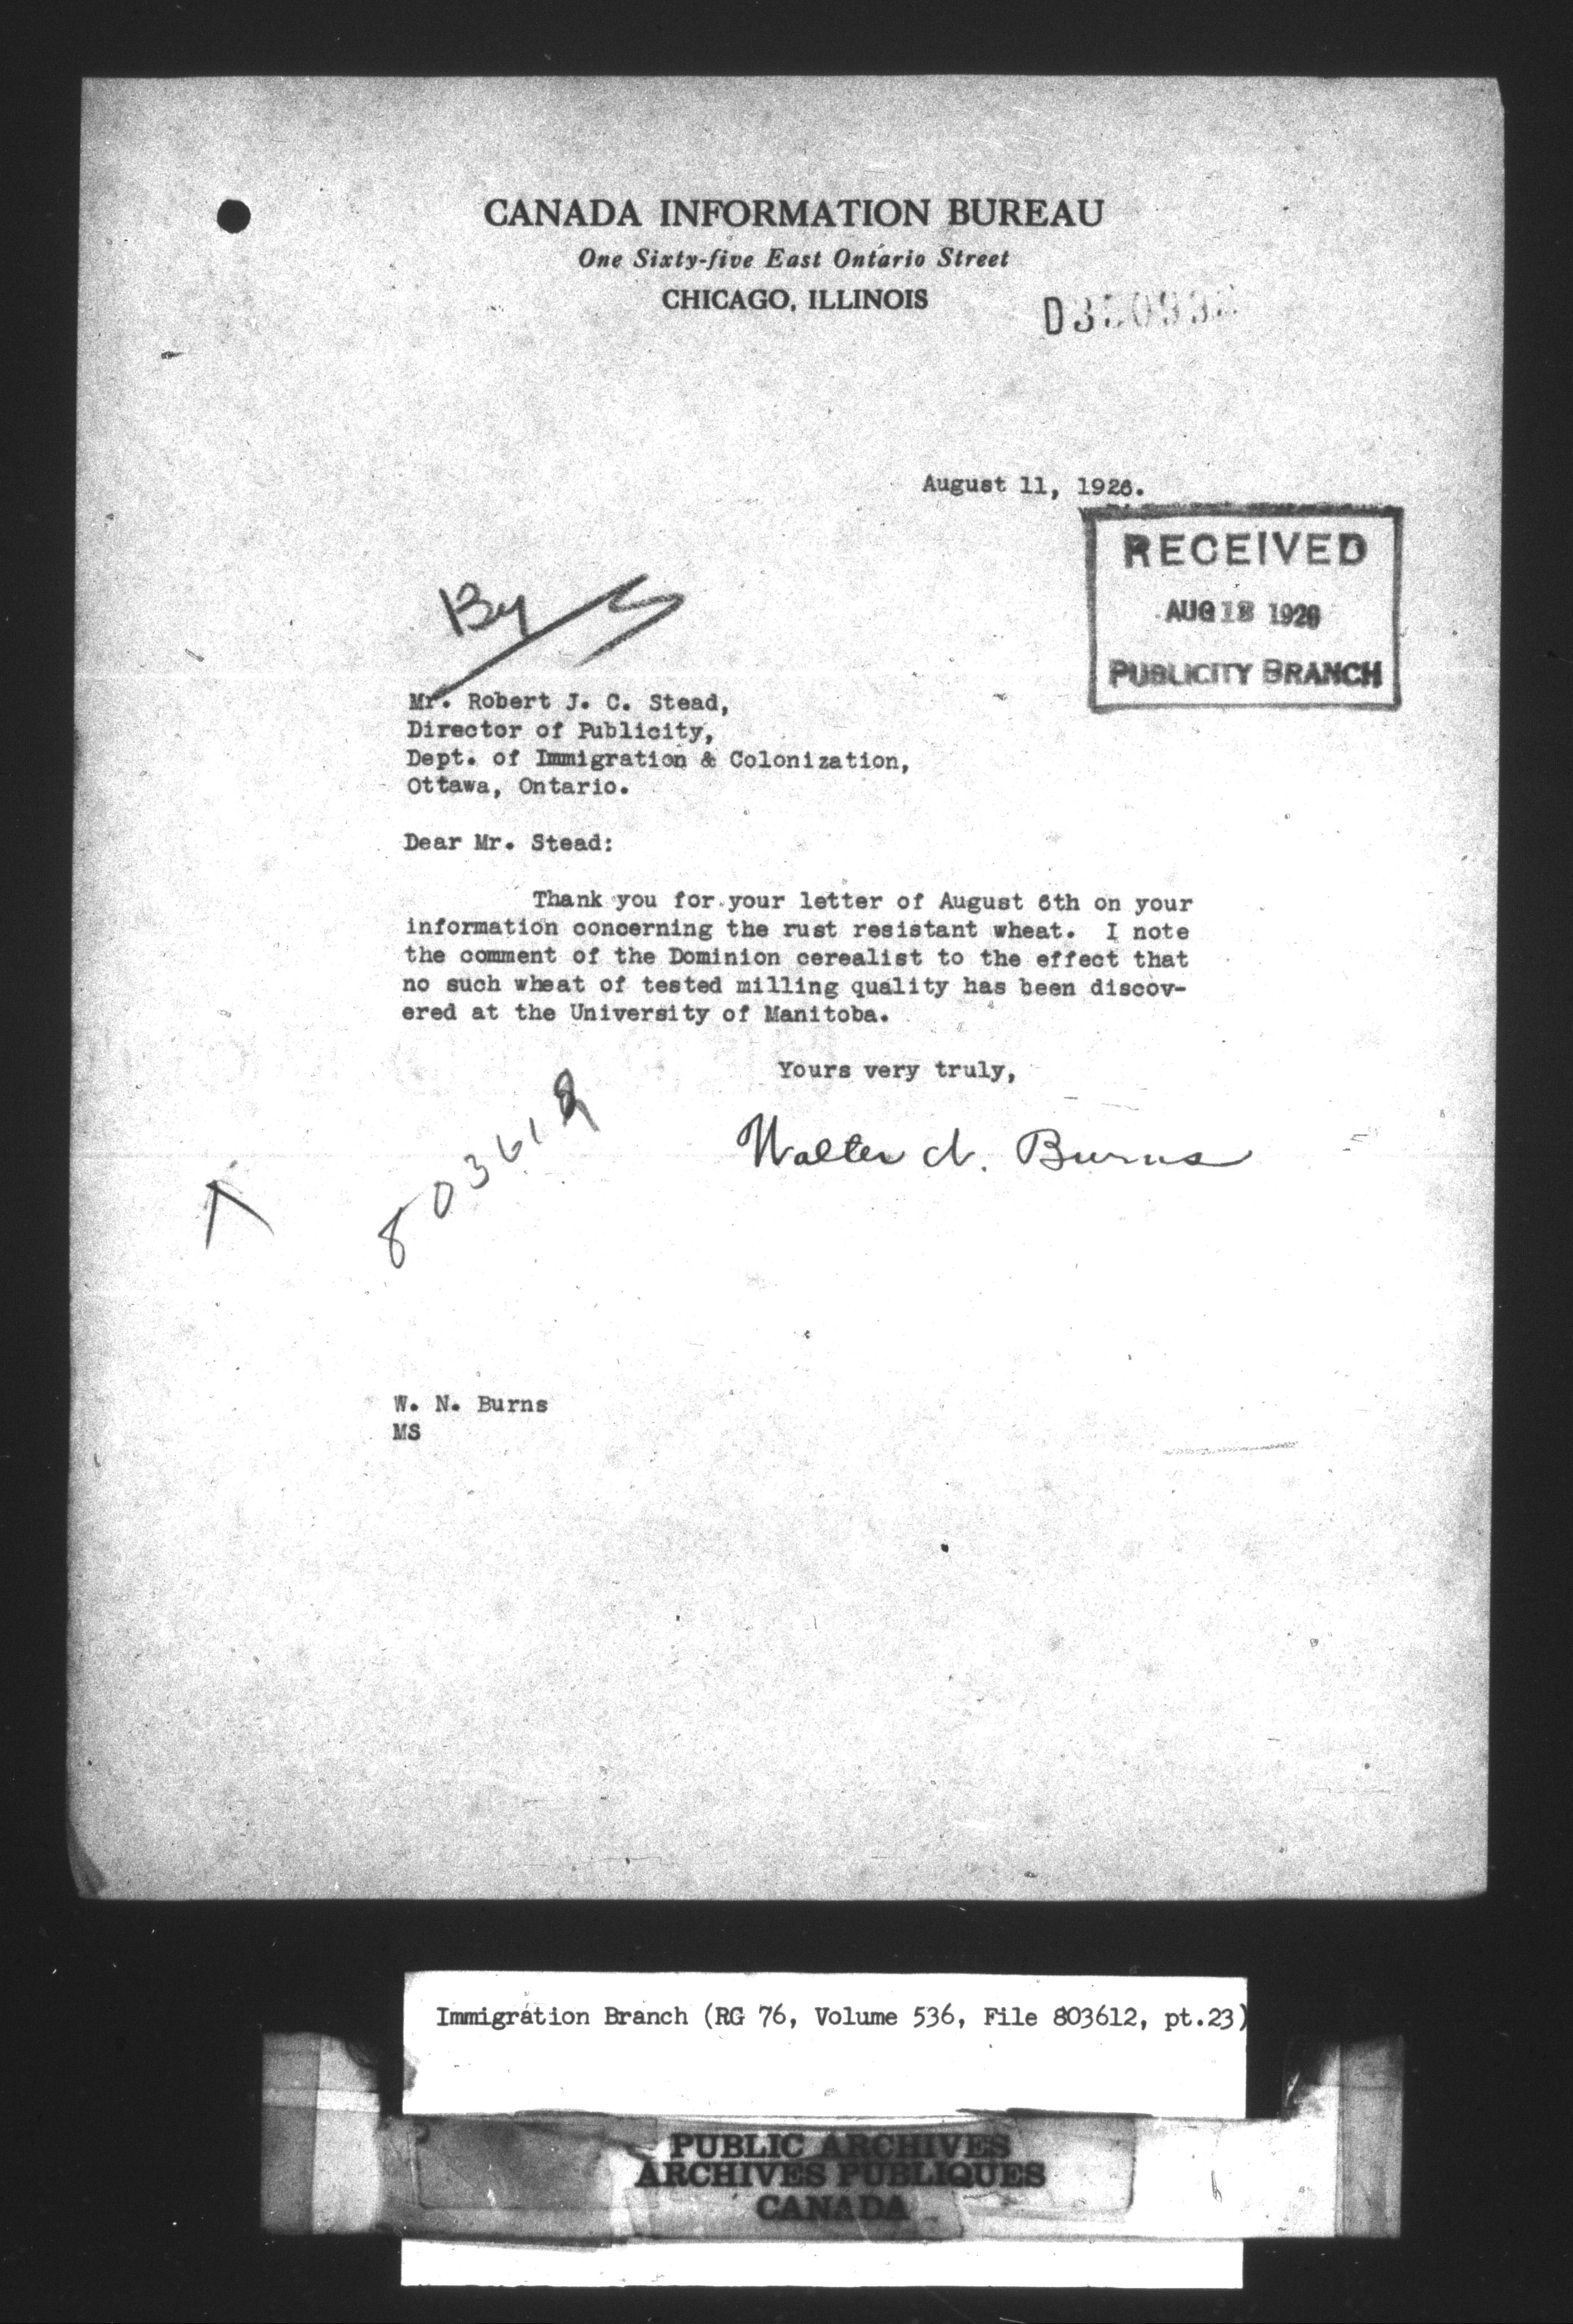 CANADA INFORMATION BUREAU
One Sixty-five East Ontario Street
CHICAGO, ILLINOIS
August 11, 1926.
RECEIVED
AUG 1926
PUBLICITY BRANCH
By
Mr. Robert J. C. Stead,
Director of Publicity,
Dept. of Immigration & Colonization,
Ottawa, Ontario.
Dear Mr. Stead:
Thank you for your letter of August 6th on your
information concerning the rust resistant wheat. I note
the comment of the Dominion cerealist to the effect that
no such wheat of tested milling quality has been discov-
ered at the University of Manitoba.
Yours very truly,
Walter N. Burns
803612
W. N. Burns
MS
Immigration Branch (RG 76, Volume 536, File 803612, pt.23)
PUBLIC ARCHIVES
ARCHIVES PUBLIQUES
CANADA